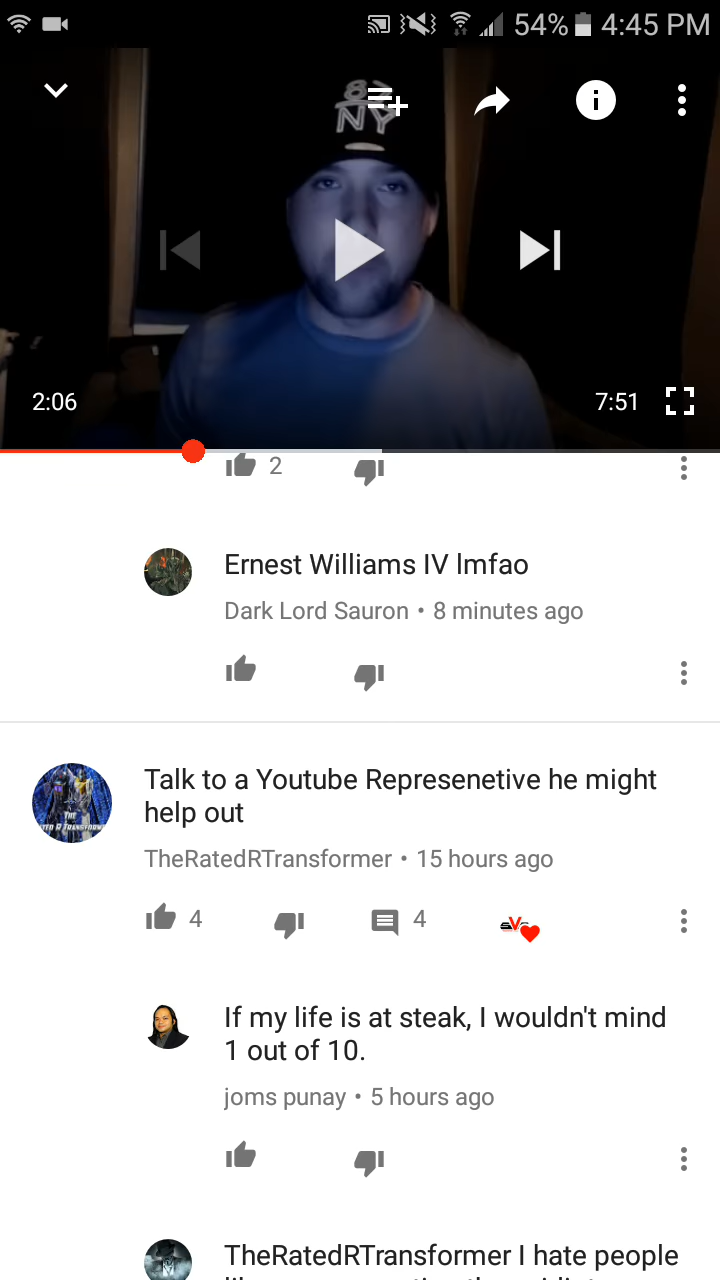 54% 4:45 PM
NY
2:06 7:51
2
Ernest Williams IV lmfao
Dark Lord Sauron • 8 minutes ago
Talk to a Youtube Represenetive he might
help out
TheRatedRTransformer • 15 hours ago
4 4
If my life is at steak, I wouldn't mind
1 out of 10.
joms punay • 5 hours ago
TheRatedRTransformer I hate people